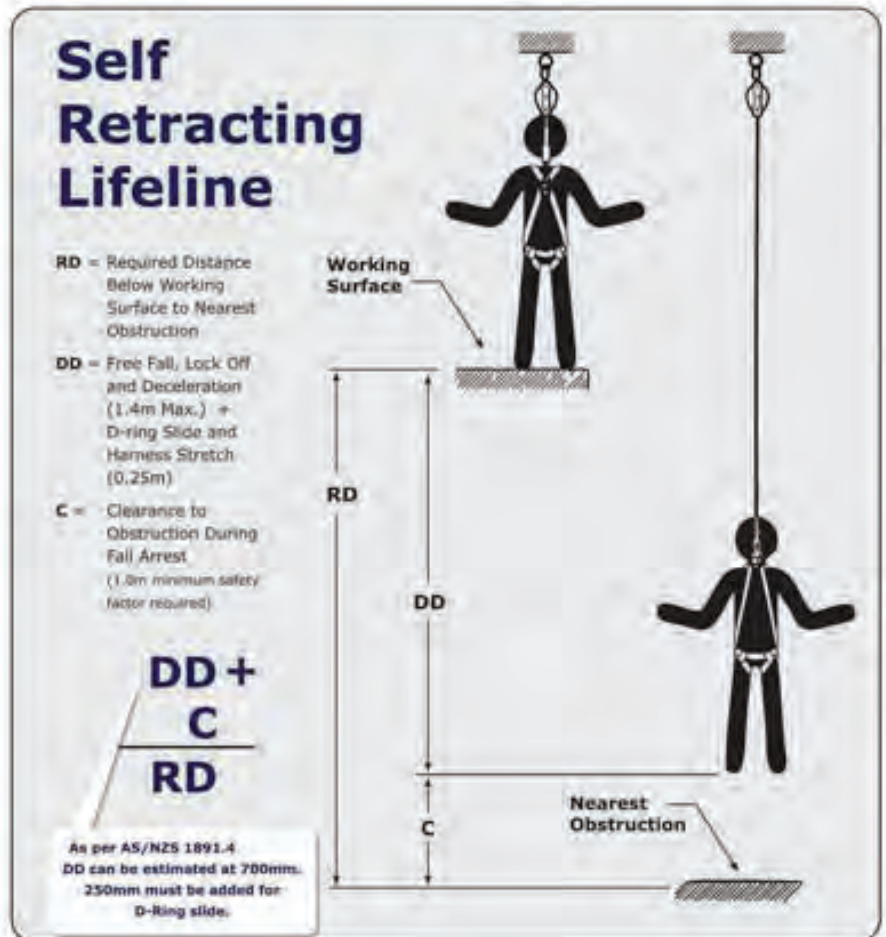 Self
Retracting
Lifeline
RD = Required Distance
Below Working
Surface to Nearest
Obstruction
DD = Free Fall, Lock Off
and Deceleration
(1.4m Max.) +
D-ring Slide and
Harness Stretch
(0.25m)
C = Clearance to
Obstruction During
Fall Arrest
(1.0m minimum safety
factor required)
DD +
C
RD
As per AS/NZS 1891.4
DD can be estimated at 700mm.
250mm must be added for
D-Ring slide.
Working
Surface
RD
DD
C
Nearest
Obstruction